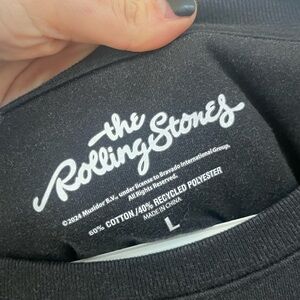 the
Rolling Stones
©2024 Musidor B.V., under license to Bravado International Group.
All Rights Reserved.
60% COTTON/40% RECYCLED POLYESTER
MADE IN CHINA
L